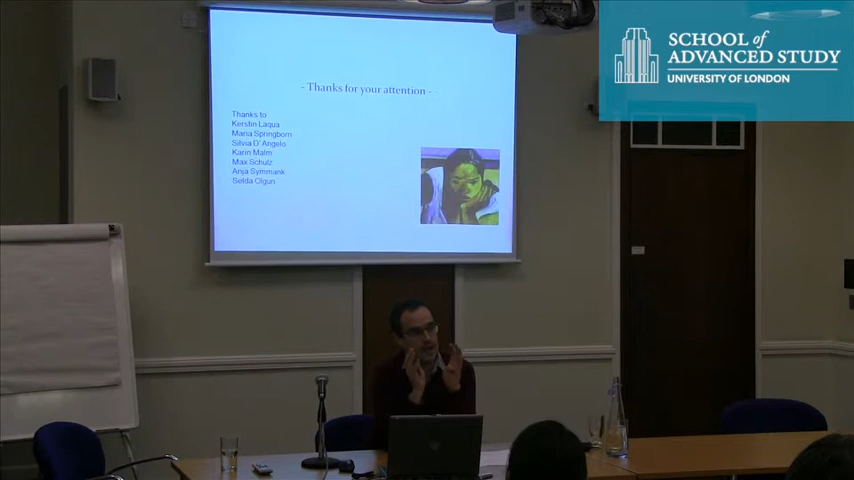 SCHOOL of
ADVANCED STUDY
UNIVERSITY OF LONDON
- Thanks for your attention -
Thanks to
Kerstin Laqua
Maria Springborn
Silvia D´Angelo
Karin Malm
Max Schulz
Anja Symmank
Selda Olgun